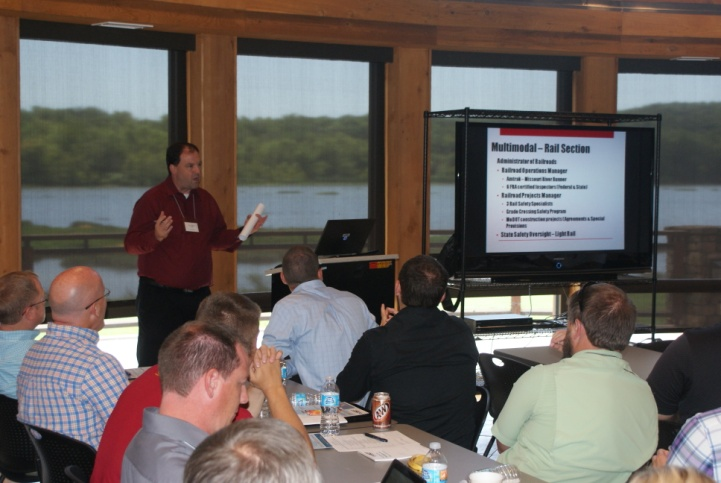 Multimodal – Rail Section
Administrator of Railroads
• Railroad Operations Manager
• Amtrak – Missouri River Runner
• 6 FRA certified Inspectors (Federal & State)
• Railroad Projects Manager
• 3 Rail Safety Specialists
• Grade Crossing Safety Program
• MoDOT construction projects (Agreements & Special
Provisions)
• State Safety Oversight – Light Rail
A&W